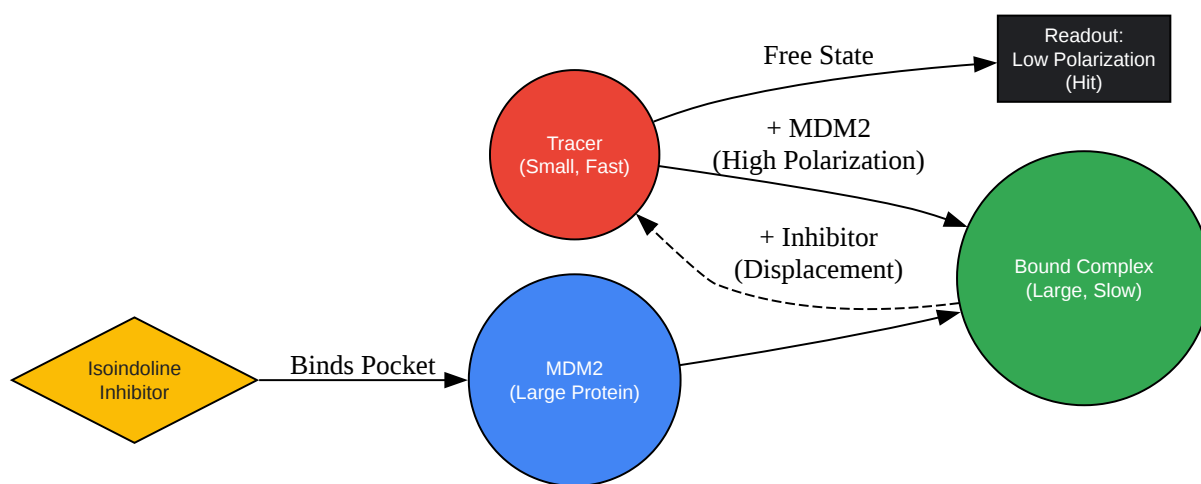 Readout:
Low Polarization
(Hit)
Free State
+ MDM2
(High Polarization)
Tracer
(Small, Fast)
+ Inhibitor
(Displacement)
Bound Complex
(Large, Slow)
Isoindoline
Inhibitor
Binds Pocket
MDM2
(Large Protein)